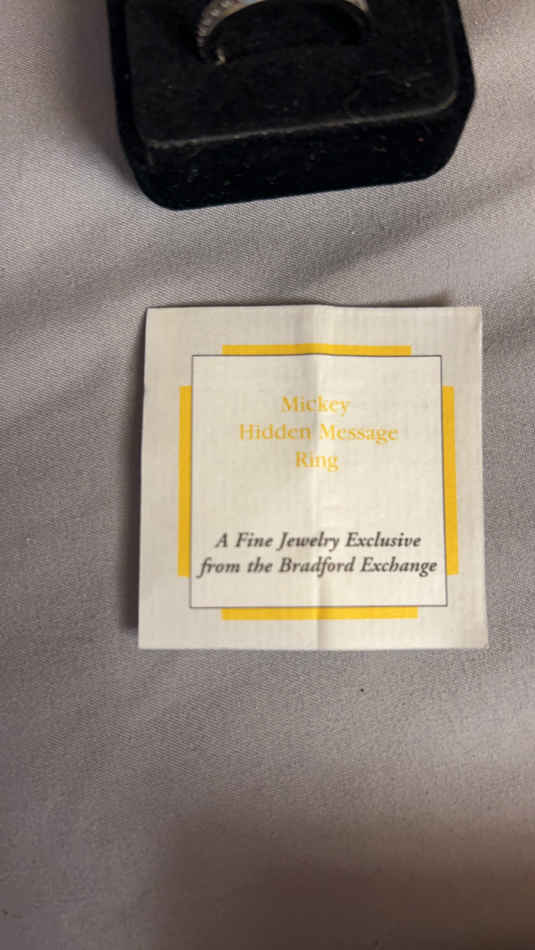 Mickey
Hidden Message
Ring
A Fine Jewelry Exclusive
from the Bradford Exchange